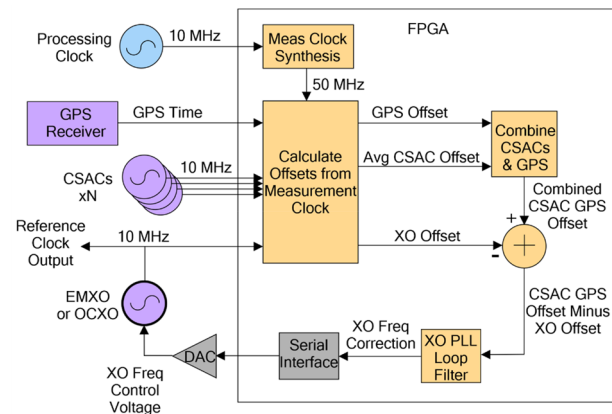 FPGA
Processing
Clock
10 MHz
Meas Clock
Synthesis
50 MHz
GPS
Receiver
GPS Time
GPS Offset
Combine
CSACs
& GPS
CSACs
xN
10 MHz
Calculate
Offsets from
Measurement
Clock
Avg CSAC Offset
Combined
CSAC GPS
Offset
Reference
Clock
Output
10 MHz
XO Offset
+
-
EMXO
or OCXO
CSAC GPS
Offset Minus
XO Offset
XO Freq
Control
Voltage
DAC
Serial
Interface
XO Freq
Correction
XO PLL
Loop
Filter